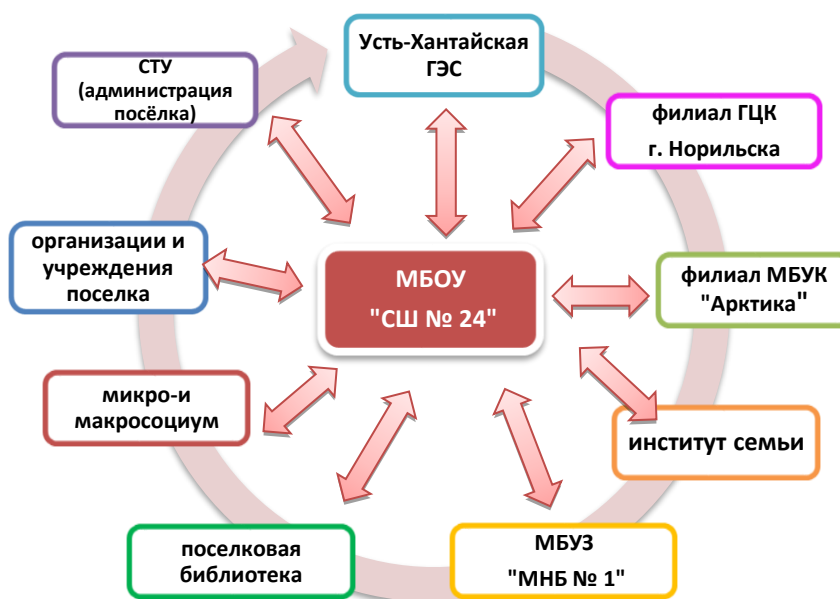 Усть-Хантайская
ГЭС
СТУ
(администрация
посёлка)
филиал ГЦК
г. Норильска
организации и
учреждения
поселка
МБОУ
"СШ № 24"
филиал МБУК
"Арктика"
микро-и
макросоциум
институт семьи
поселковая
библиотека
МБУЗ
"МНБ № 1"